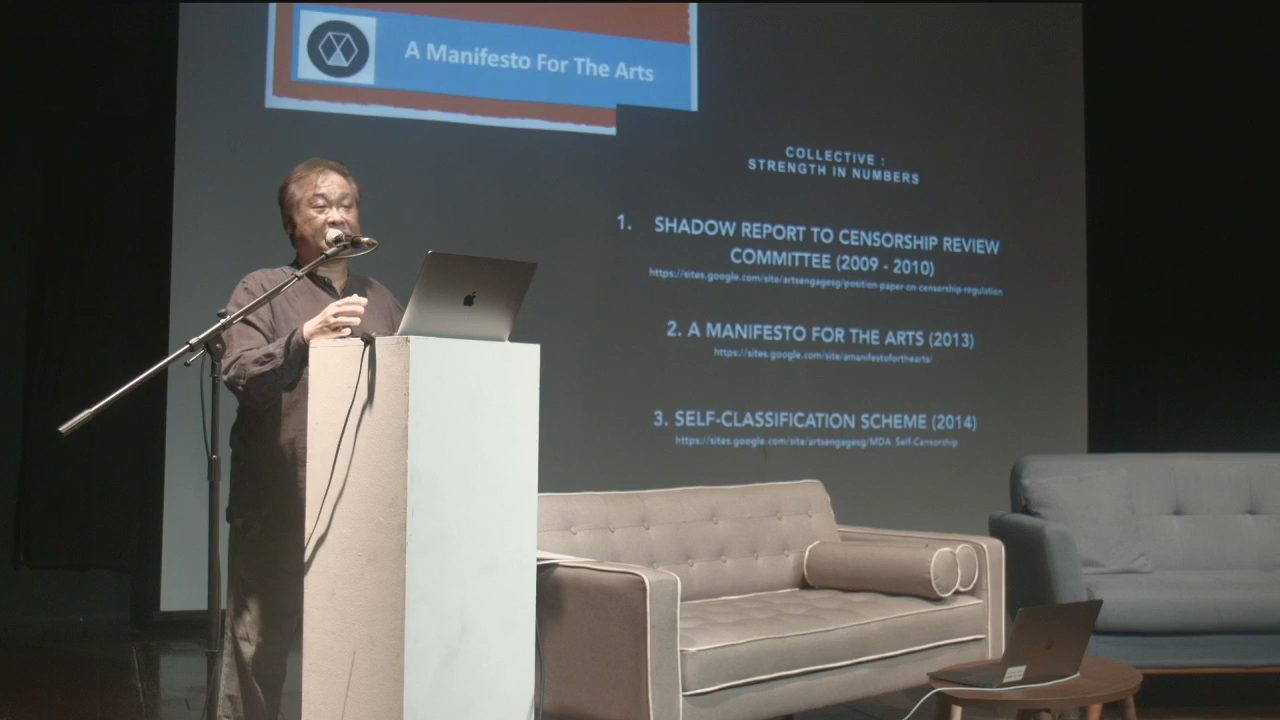 A Manifesto For The Arts
COLLECTIVE :
STRENGTH IN NUMBERS
1. SHADOW REPORT TO CENSORSHIP REVIEW
COMMITTEE (2009 - 2010)
https://sites.google.com/site/artsengagesg/position-paper-on-censorship-regulation
2. A MANIFESTO FOR THE ARTS (2013)
https://sites.google.com/site/amanifestoforthearts/
3. SELF-CLASSIFICATION SCHEME (2014)
https://sites.google.com/site/artsengagesg/MDA_Self-Censorship